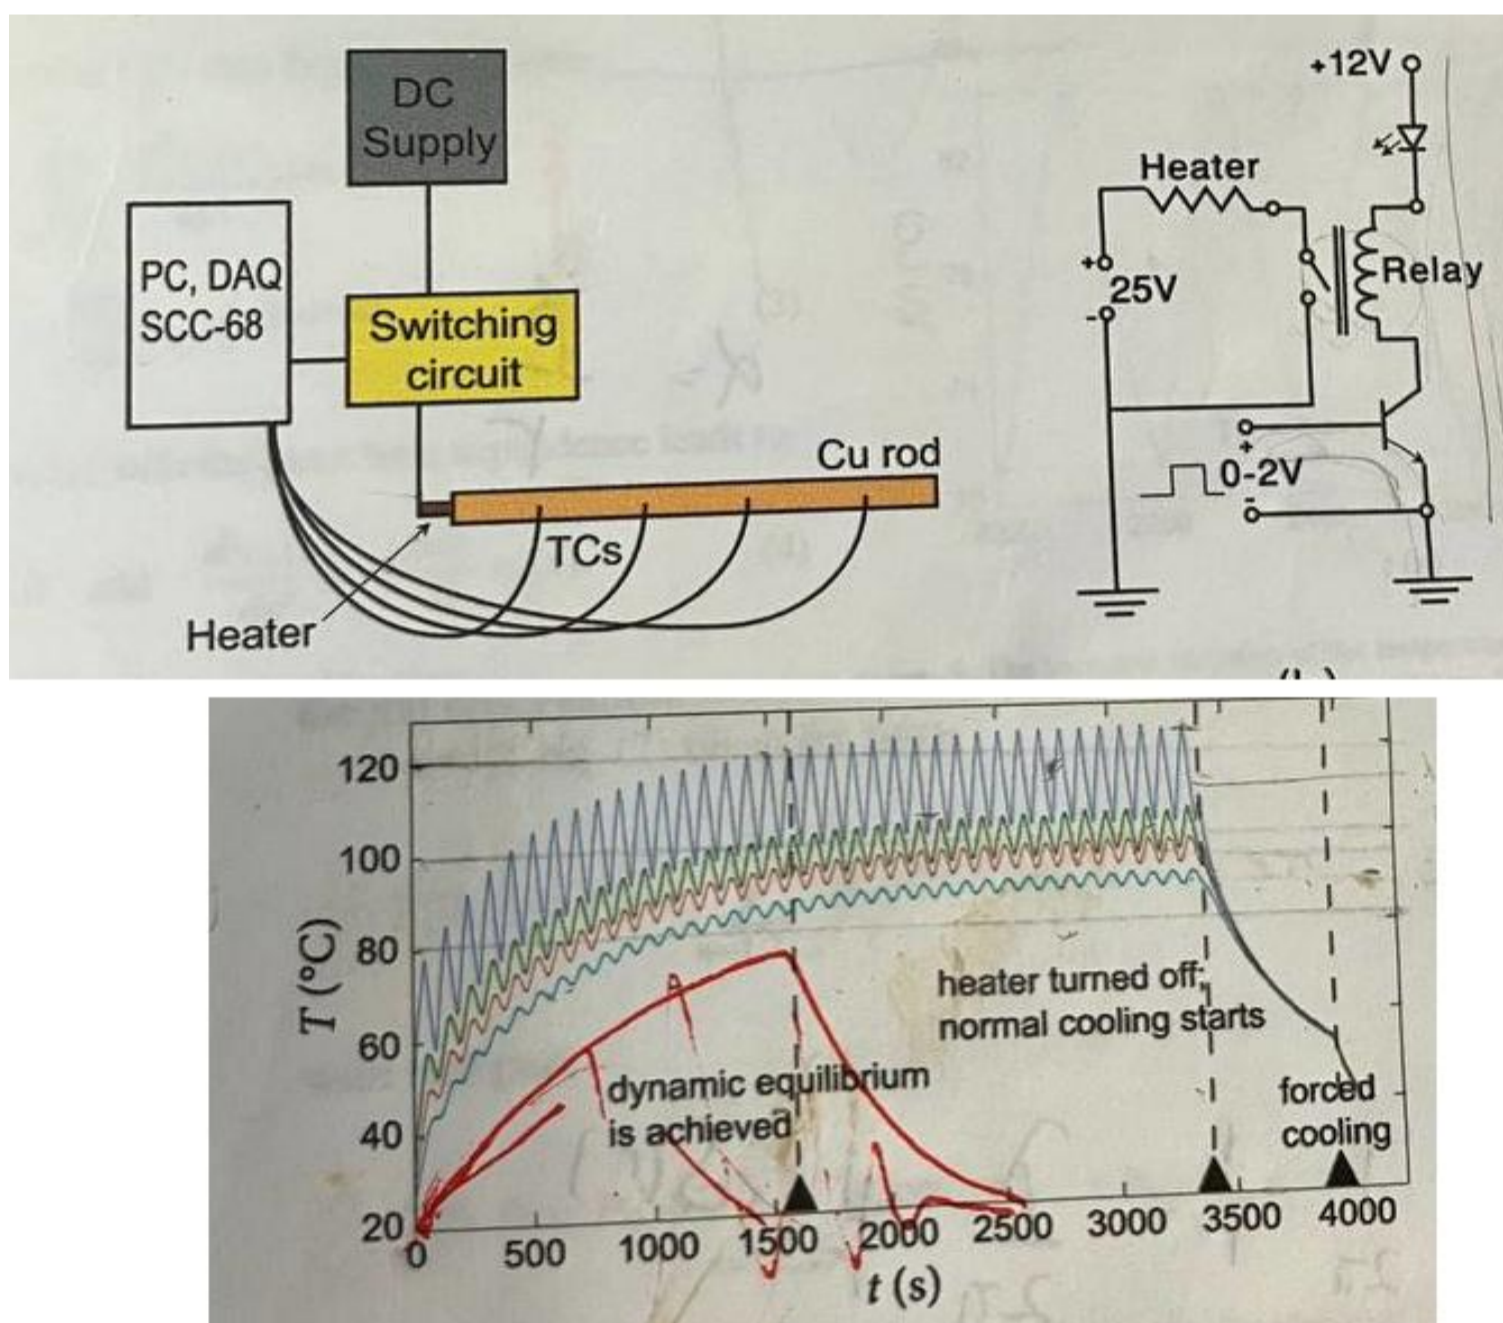 DC
Supply
PC, DAQ
SCC-68
Switching
circuit
Cu rod
TCs
Heater
+12V
Heater
+
25V
-
Relay
+
0-2V
-
120
100
80
60
40
20
T (°C)
heater turned off;
normal cooling starts
dynamic equilibrium
is achieved
forced
cooling
0 500 1000 1500 2000 2500 3000 3500 4000
t (s)